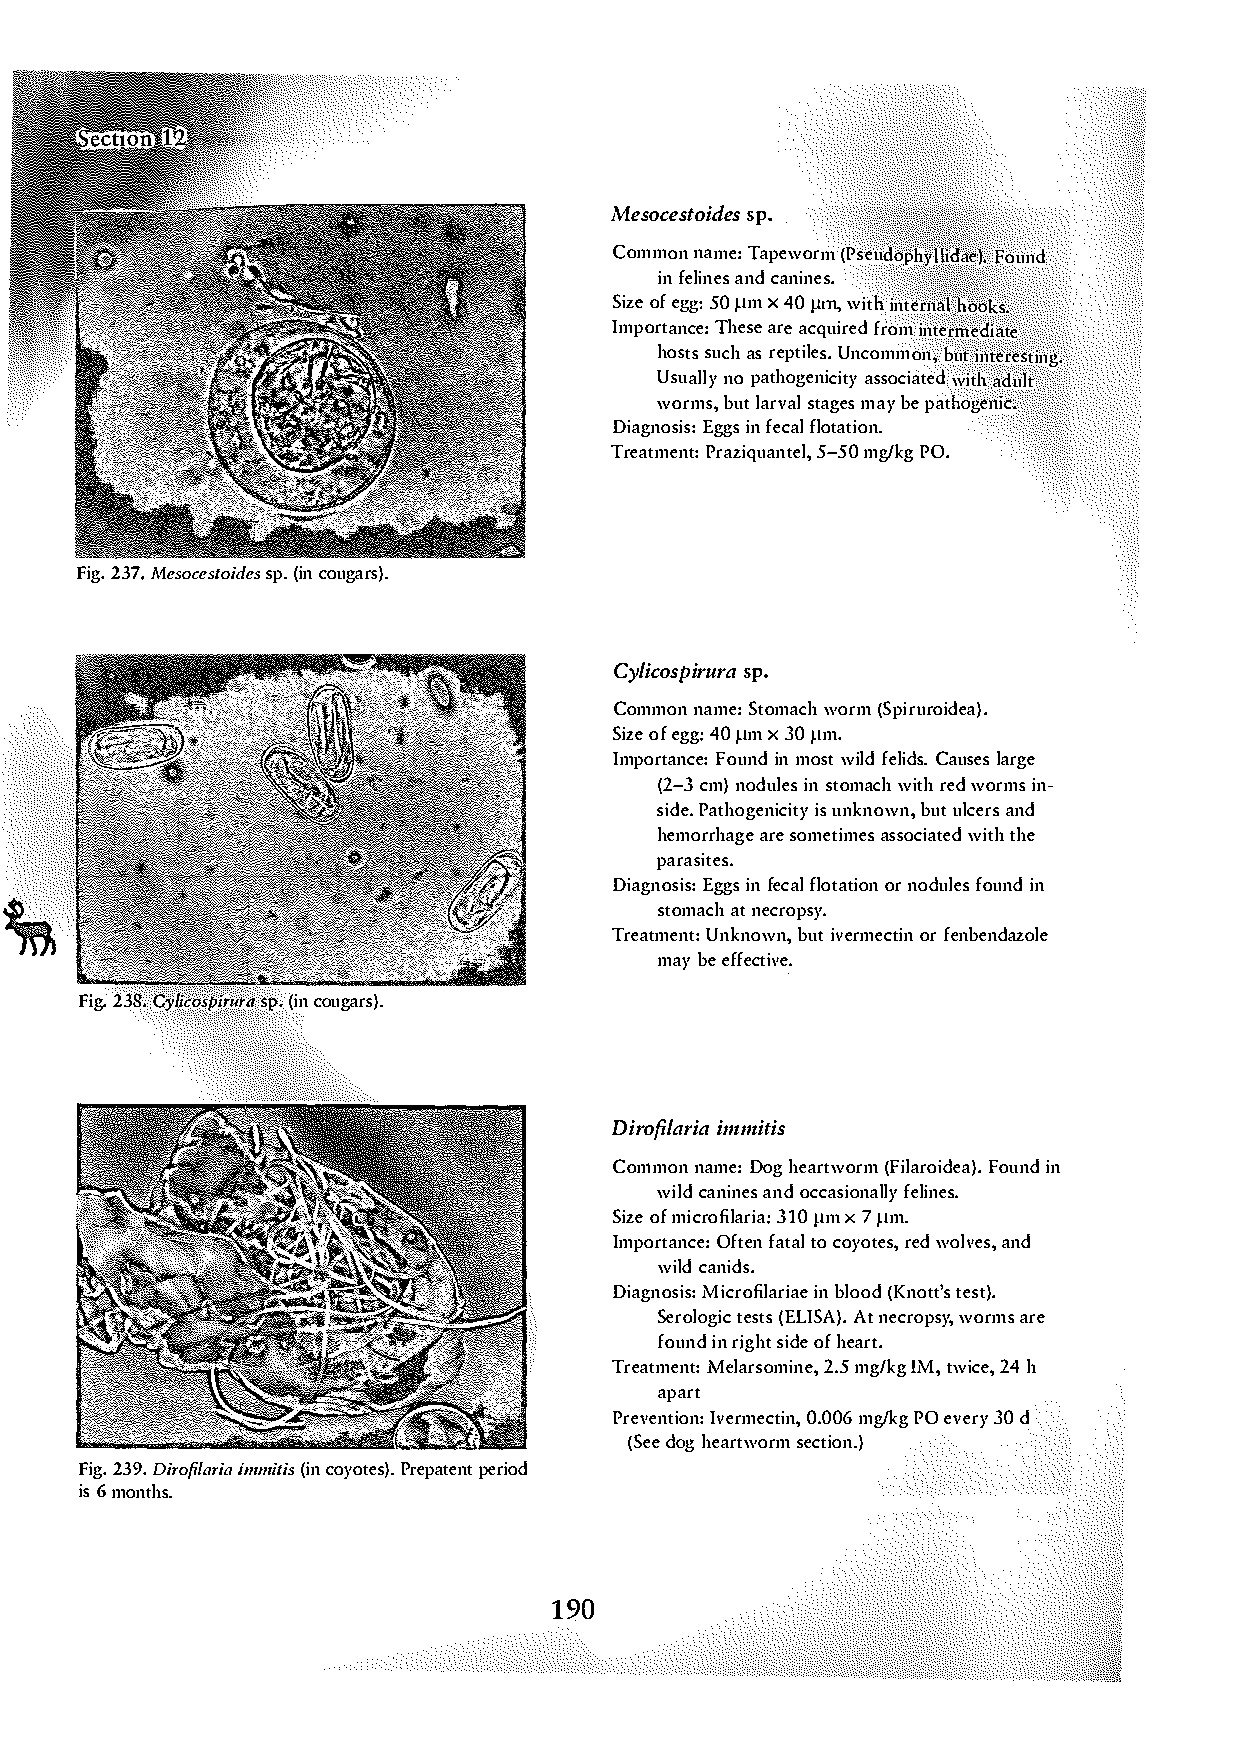 Section 12
Mesocestoides sp.
Common name: Tapeworm (Pseudophyllidae). Found
in felines and canines.
Size of egg: 50 µm × 40 µm, with internal hooks.
Importance: These are acquired from intermediate
hosts such as reptiles. Uncommon, but interesting.
Usually no pathogenicity associated with adult
worms, but larval stages may be pathogenic.
Diagnosis: Eggs in fecal flotation.
Treatment: Praziquantel, 5–50 mg/kg PO.
Fig. 237. Mesocestoides sp. (in cougars).
Cylicospirura sp.
Common name: Stomach worm (Spiruroidea).
Size of egg: 40 µm × 30 µm.
Importance: Found in most wild felids. Causes large
(2–3 cm) nodules in stomach with red worms in-
side. Pathogenicity is unknown, but ulcers and
hemorrhage are sometimes associated with the
parasites.
Diagnosis: Eggs in fecal flotation or nodules found in
stomach at necropsy.
Treatment: Unknown, but ivermectin or fenbendazole
may be effective.
Fig. 238. Cylicospirura sp. (in cougars).
Dirofilaria immitis
Common name: Dog heartworm (Filaroidea). Found in
wild canines and occasionally felines.
Size of microfilaria: 310 µm × 7 µm.
Importance: Often fatal to coyotes, red wolves, and
wild canids.
Diagnosis: Microfilariae in blood (Knott's test).
Serologic tests (ELISA). At necropsy, worms are
found in right side of heart.
Treatment: Melarsomine, 2.5 mg/kg IM, twice, 24 h
apart
Prevention: Ivermectin, 0.006 mg/kg PO every 30 d
(See dog heartworm section.)
Fig. 239. Dirofilaria immitis (in coyotes). Prepatent period
is 6 months.
190